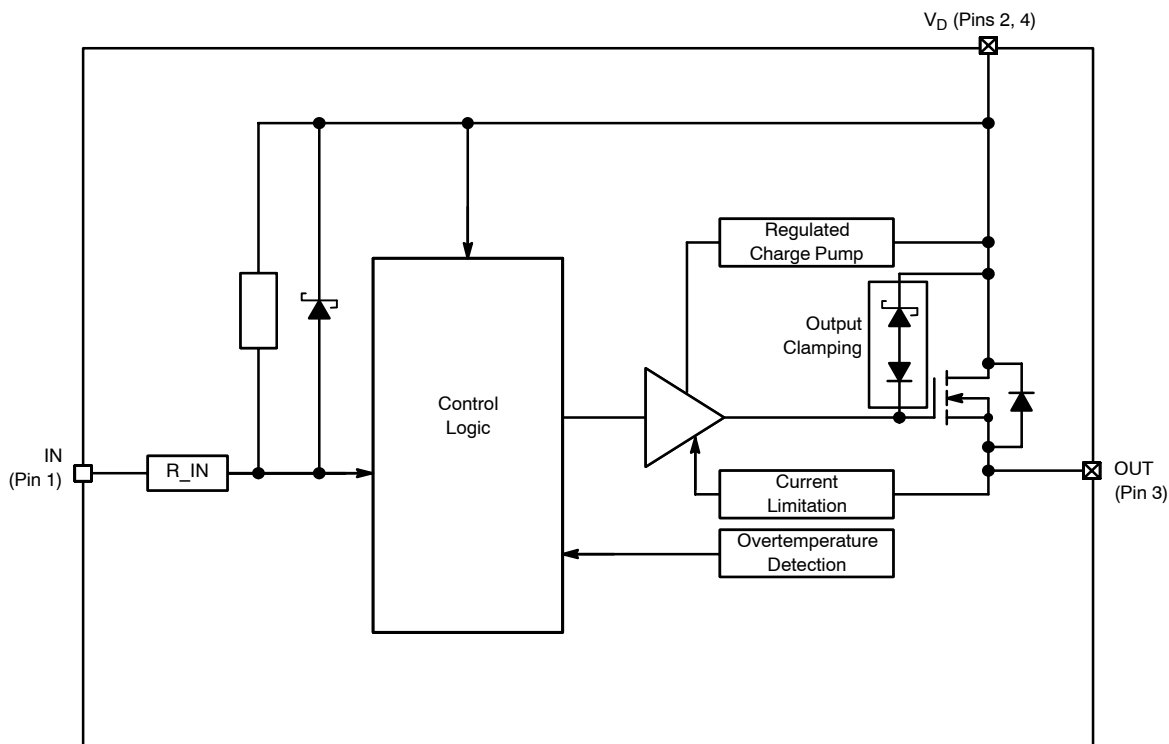 V_D (Pins 2, 4)
Regulated
Charge Pump
Output
Clamping
Control
Logic
IN
(Pin 1)
R_IN
Current
Limitation
OUT
(Pin 3)
Overtemperature
Detection